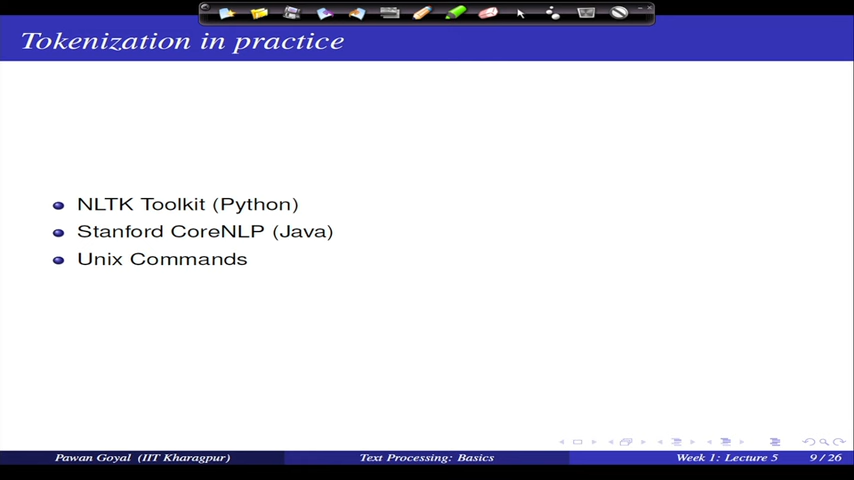 Tokenization in practice
NLTK Toolkit (Python)
Stanford CoreNLP (Java)
Unix Commands
Pawan Goyal (IIT Kharagpur)
Text Processing: Basics
Week 1: Lecture 5
9 / 26